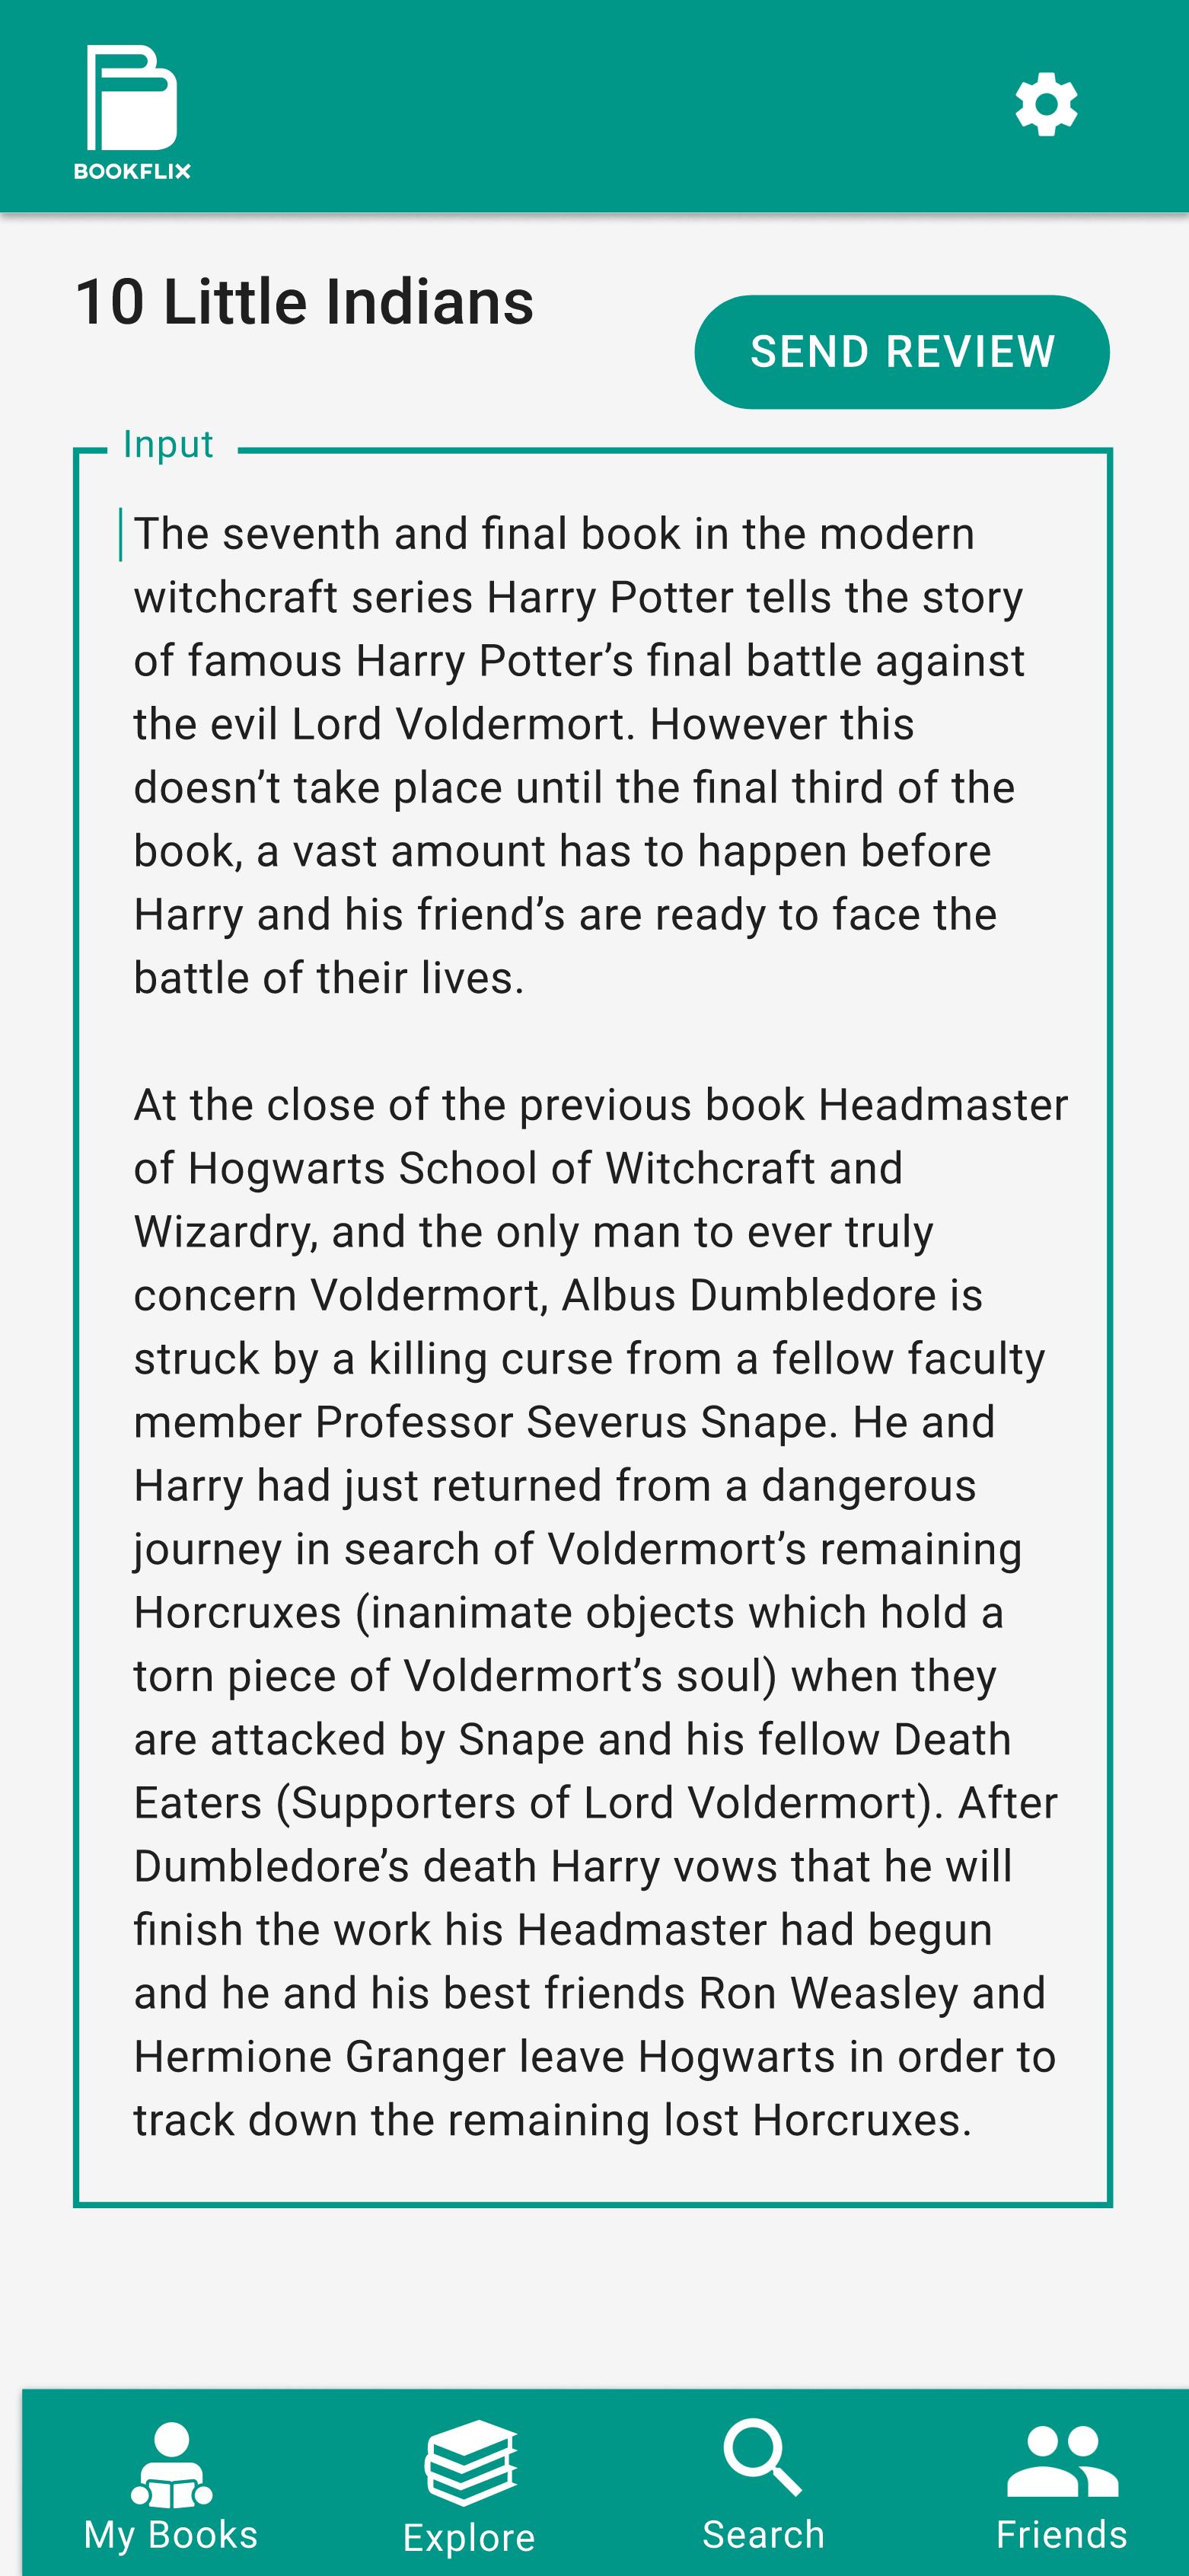 BOOKFLIX
10 Little Indians
SEND REVIEW
Input
The seventh and final book in the modern
witchcraft series Harry Potter tells the story
of famous Harry Potter’s final battle against
the evil Lord Voldermort. However this
doesn’t take place until the final third of the
book, a vast amount has to happen before
Harry and his friend’s are ready to face the
battle of their lives.
At the close of the previous book Headmaster
of Hogwarts School of Witchcraft and
Wizardry, and the only man to ever truly
concern Voldermort, Albus Dumbledore is
struck by a killing curse from a fellow faculty
member Professor Severus Snape. He and
Harry had just returned from a dangerous
journey in search of Voldermort’s remaining
Horcruxes (inanimate objects which hold a
torn piece of Voldermort’s soul) when they
are attacked by Snape and his fellow Death
Eaters (Supporters of Lord Voldermort). After
Dumbledore’s death Harry vows that he will
finish the work his Headmaster had begun
and he and his best friends Ron Weasley and
Hermione Granger leave Hogwarts in order to
track down the remaining lost Horcruxes.
My Books
Explore
Search
Friends